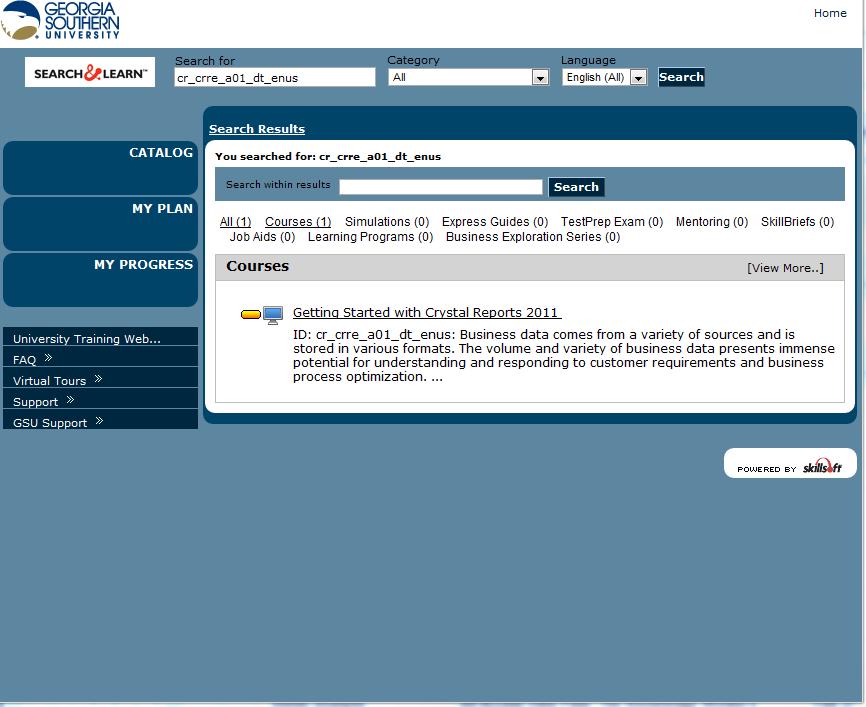 GEORGIA
SOUTHERN
UNIVERSITY
Home
SEARCH & LEARN™
Search for
cr_crre_a01_dt_enus
Category
All
Language
English (All)
Search
CATALOG
MY PLAN
MY PROGRESS
University Training Web...
FAQ »
Virtual Tours »
Support »
GSU Support »
Search Results
You searched for: cr_crre_a01_dt_enus
Search within results
Search
All (1) Courses (1) Simulations (0) Express Guides (0) TestPrep Exam (0) Mentoring (0) SkillBriefs (0)
Job Aids (0) Learning Programs (0) Business Exploration Series (0)
Courses
[View More..]
Getting Started with Crystal Reports 2011
ID: cr_crre_a01_dt_enus: Business data comes from a variety of sources and is
stored in various formats. The volume and variety of business data presents immense
potential for understanding and responding to customer requirements and business
process optimization. ...
POWERED BY skillsoft